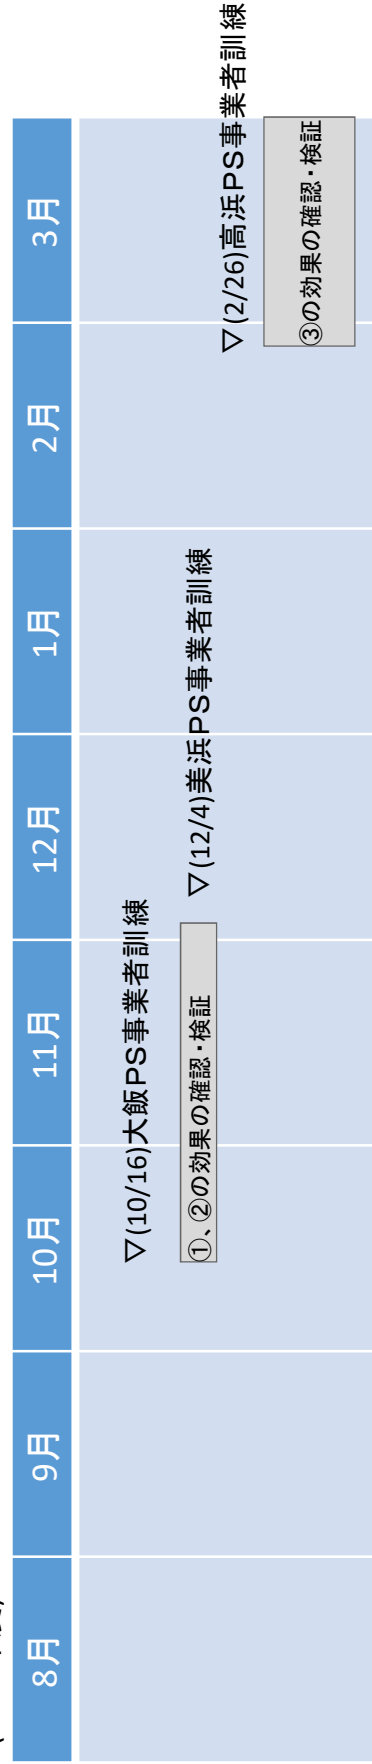 8月 9月 10月 11月 12月 1月 2月 3月
▽(10/16)大飯PS事業者訓練
①、②の効果の確認・検証
▽(12/4)美浜PS事業者訓練
▽(2/26)高浜PS事業者訓練
③の効果の確認・検証